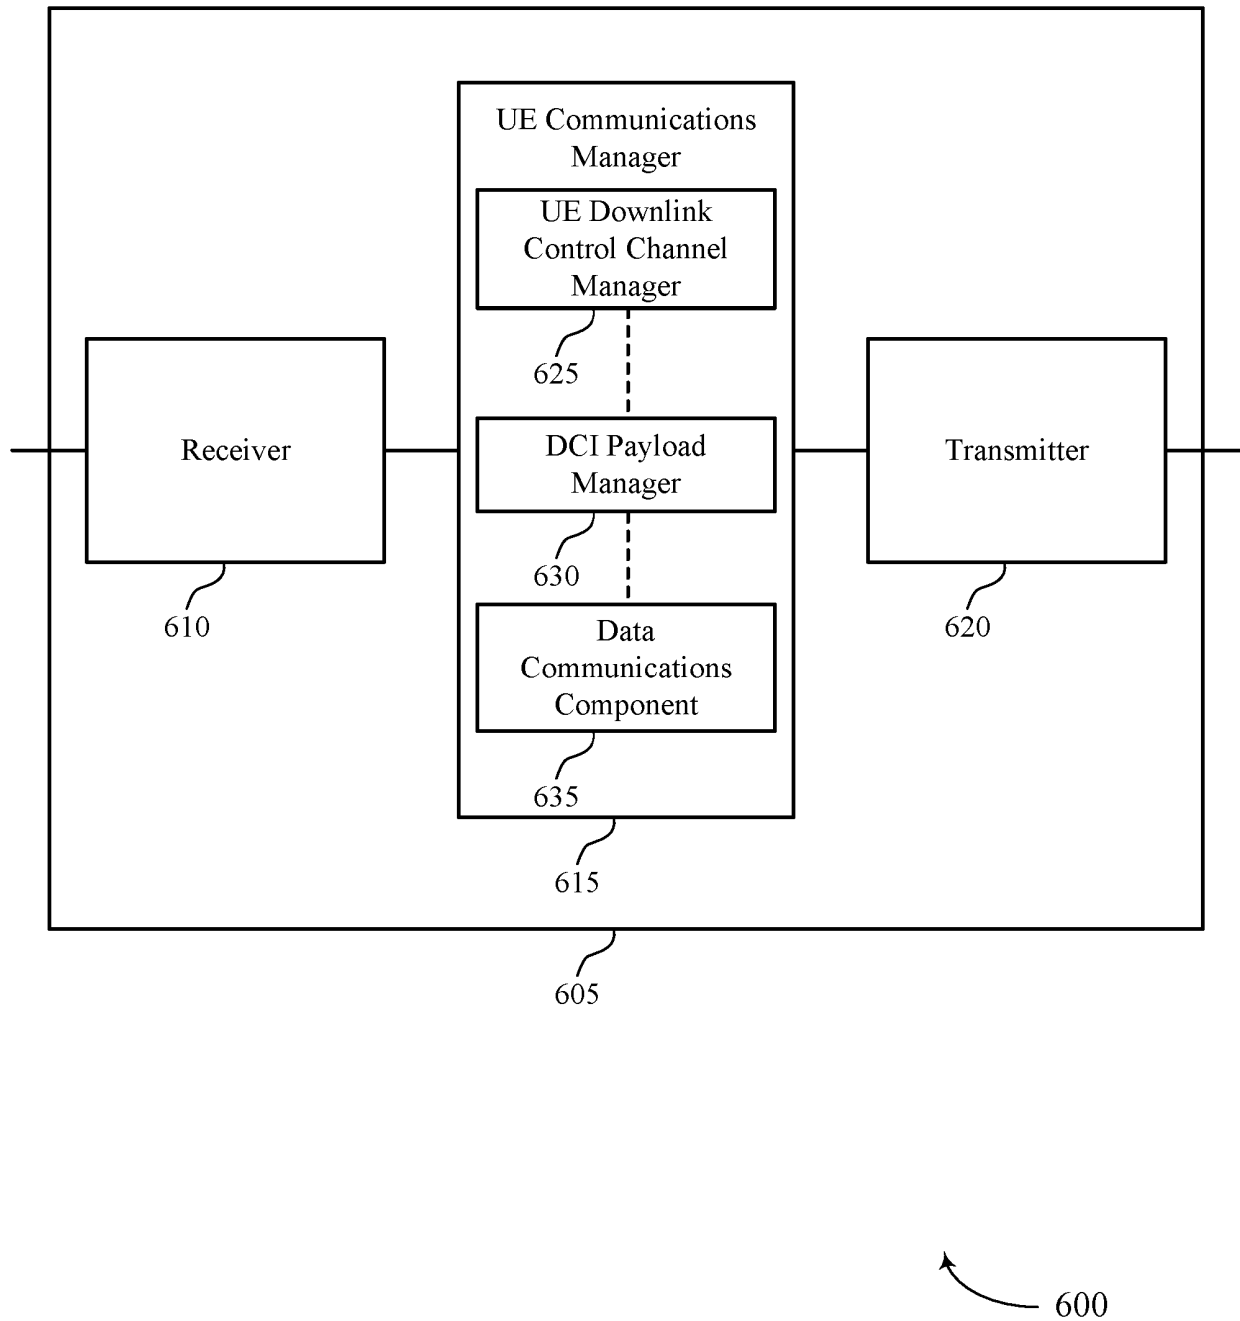 UE Communications
Manager
UE Downlink
Control Channel
Manager
625
Receiver
610
DCI Payload
Manager
630
Transmitter
620
Data
Communications
Component
635
615
605
600